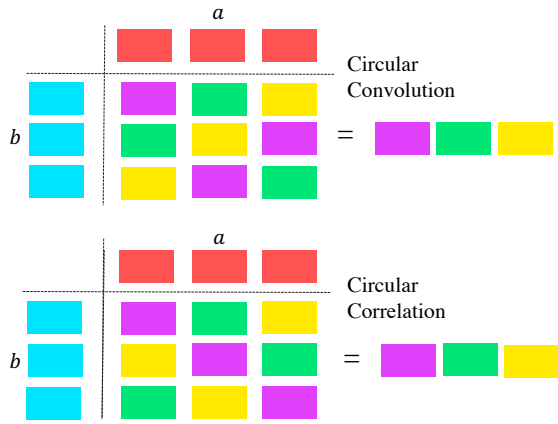 a
Circular
Convolution
b
=
a
Circular
Correlation
b
=